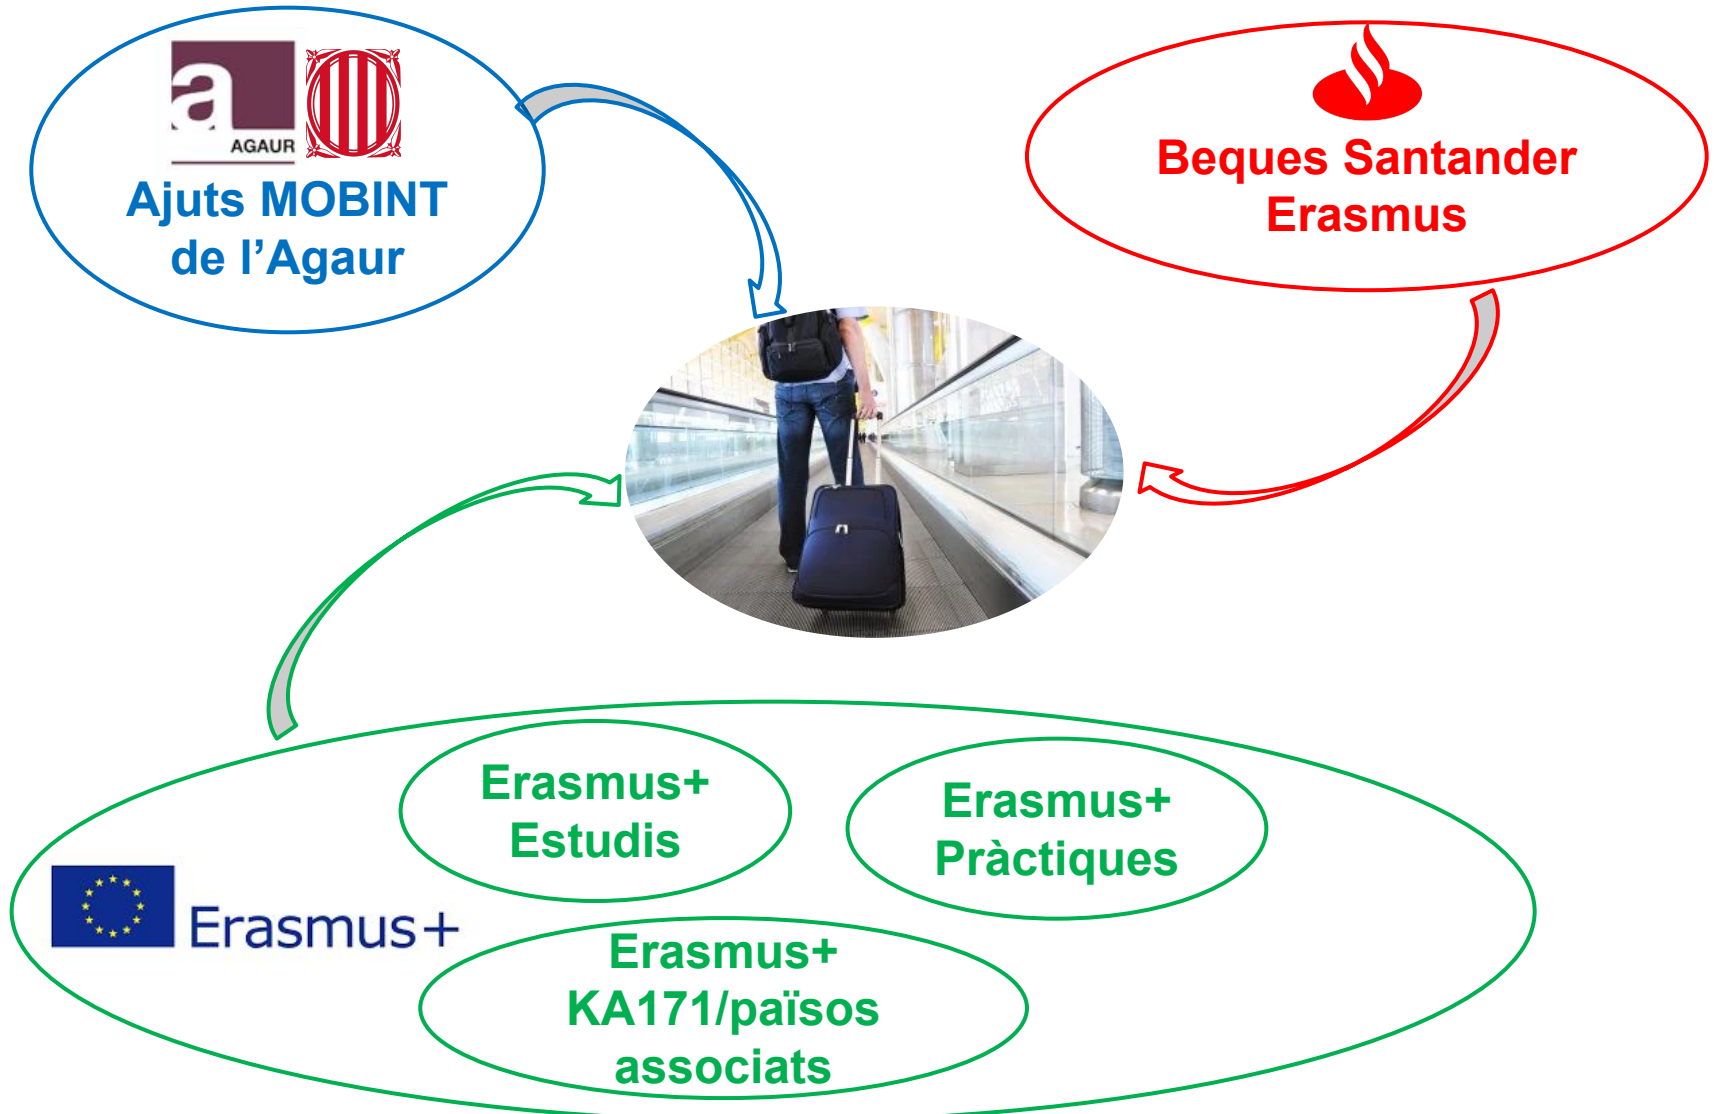 a
AGAUR
Ajuts MOBINT
de l’Agaur
Beques Santander
Erasmus
Erasmus+
Estudis
Erasmus+
Pràctiques
Erasmus+
Erasmus+
KA171/països
associats